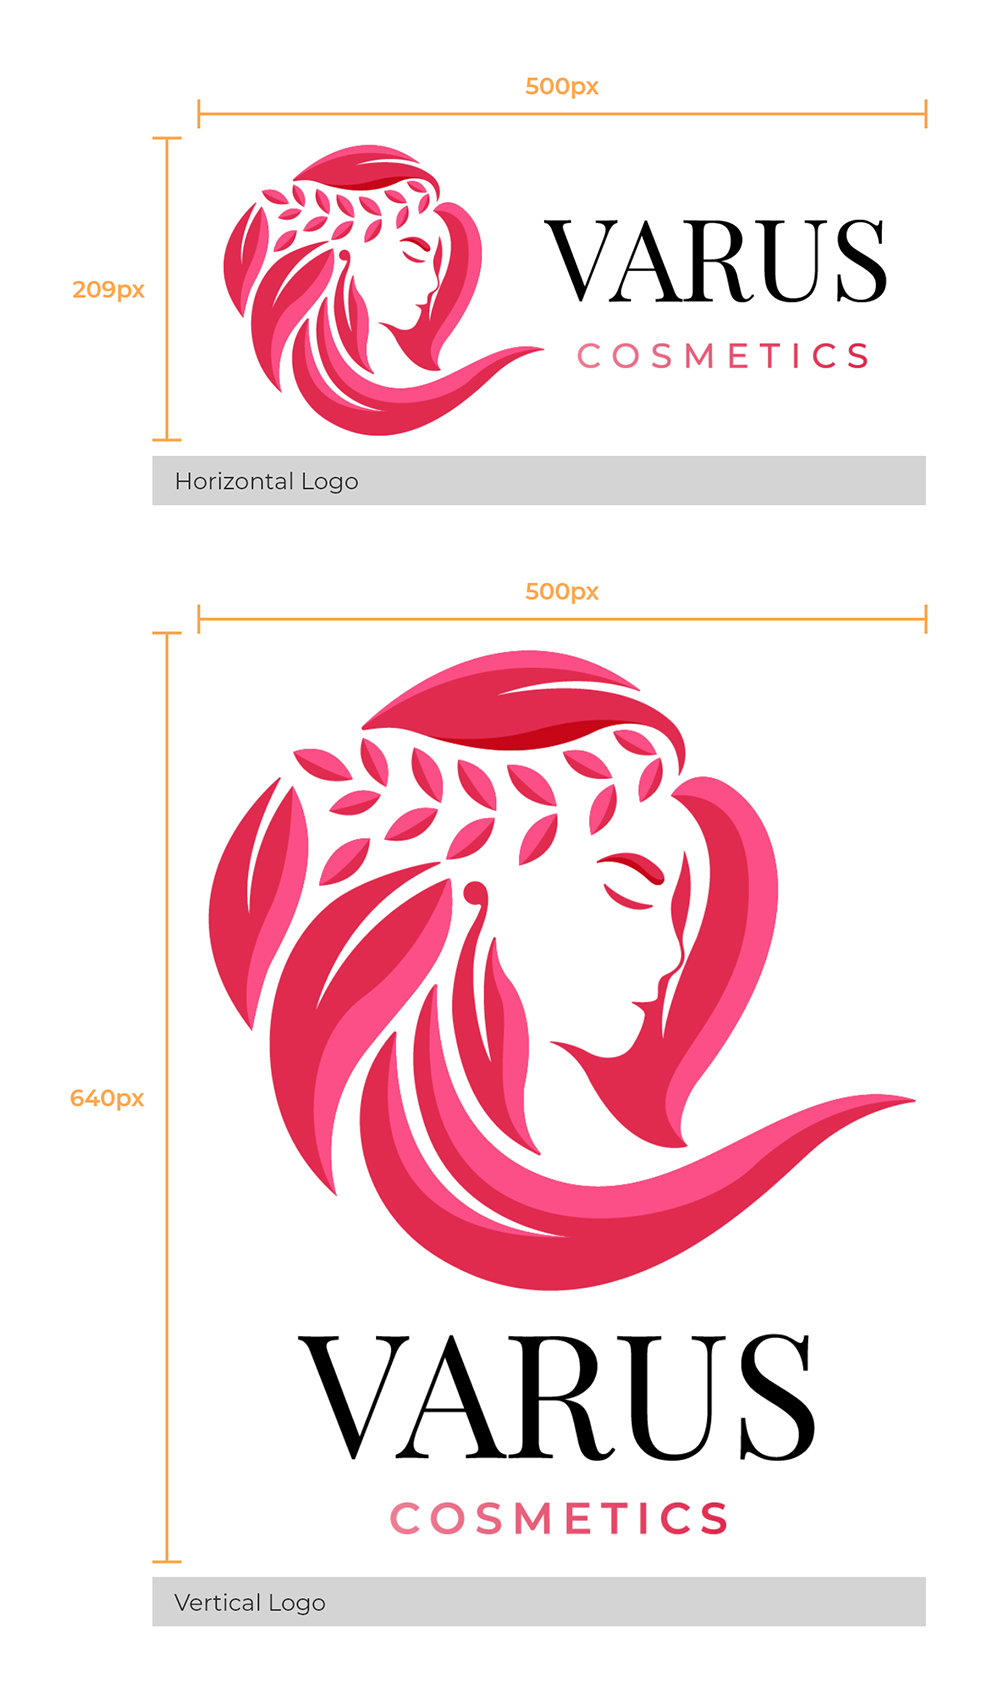 500px
209px
VARUS
COSMETICS
Horizontal Logo
500px
640px
VARUS
COSMETICS
Vertical Logo